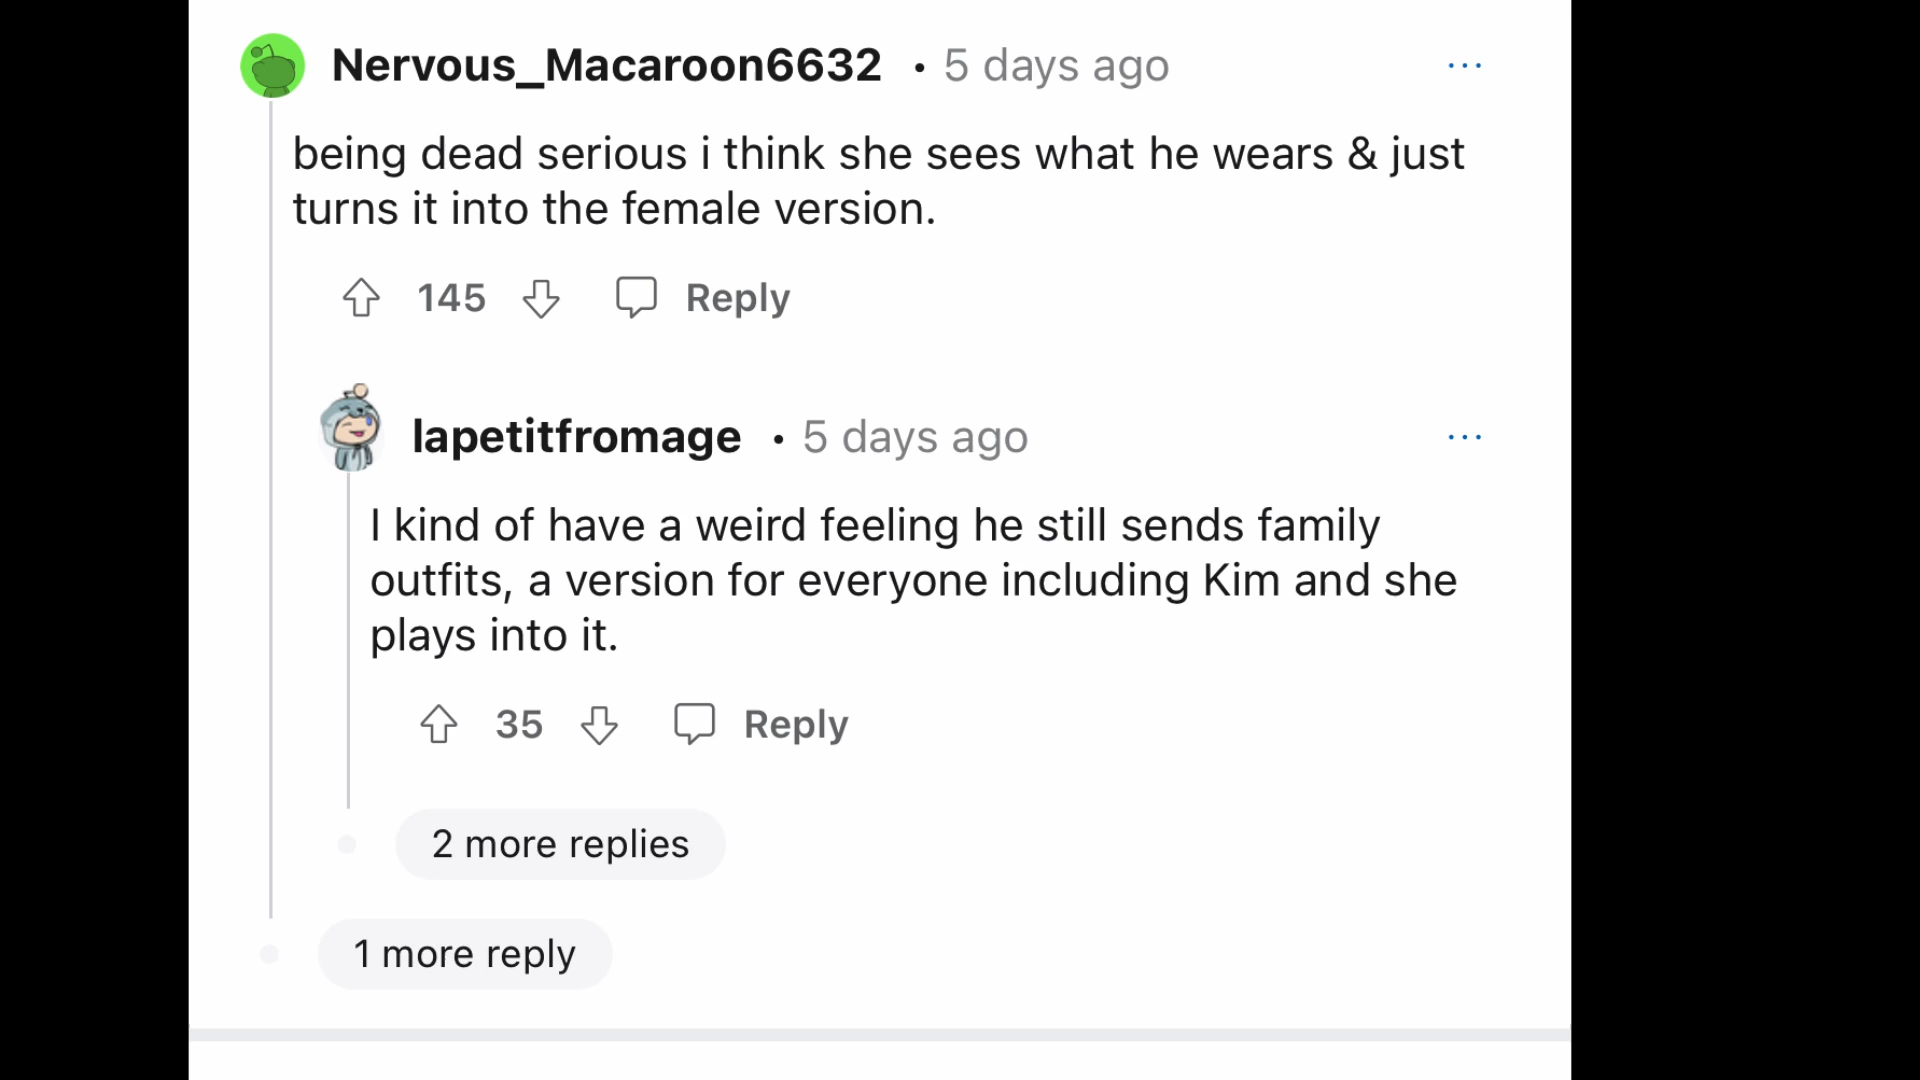 Nervous_Macaroon6632 • 5 days ago ...
being dead serious i think she sees what he wears & just
turns it into the female version.
145 Reply
lapetitfromage • 5 days ago ...
I kind of have a weird feeling he still sends family
outfits, a version for everyone including Kim and she
plays into it.
35 Reply
2 more replies
1 more reply